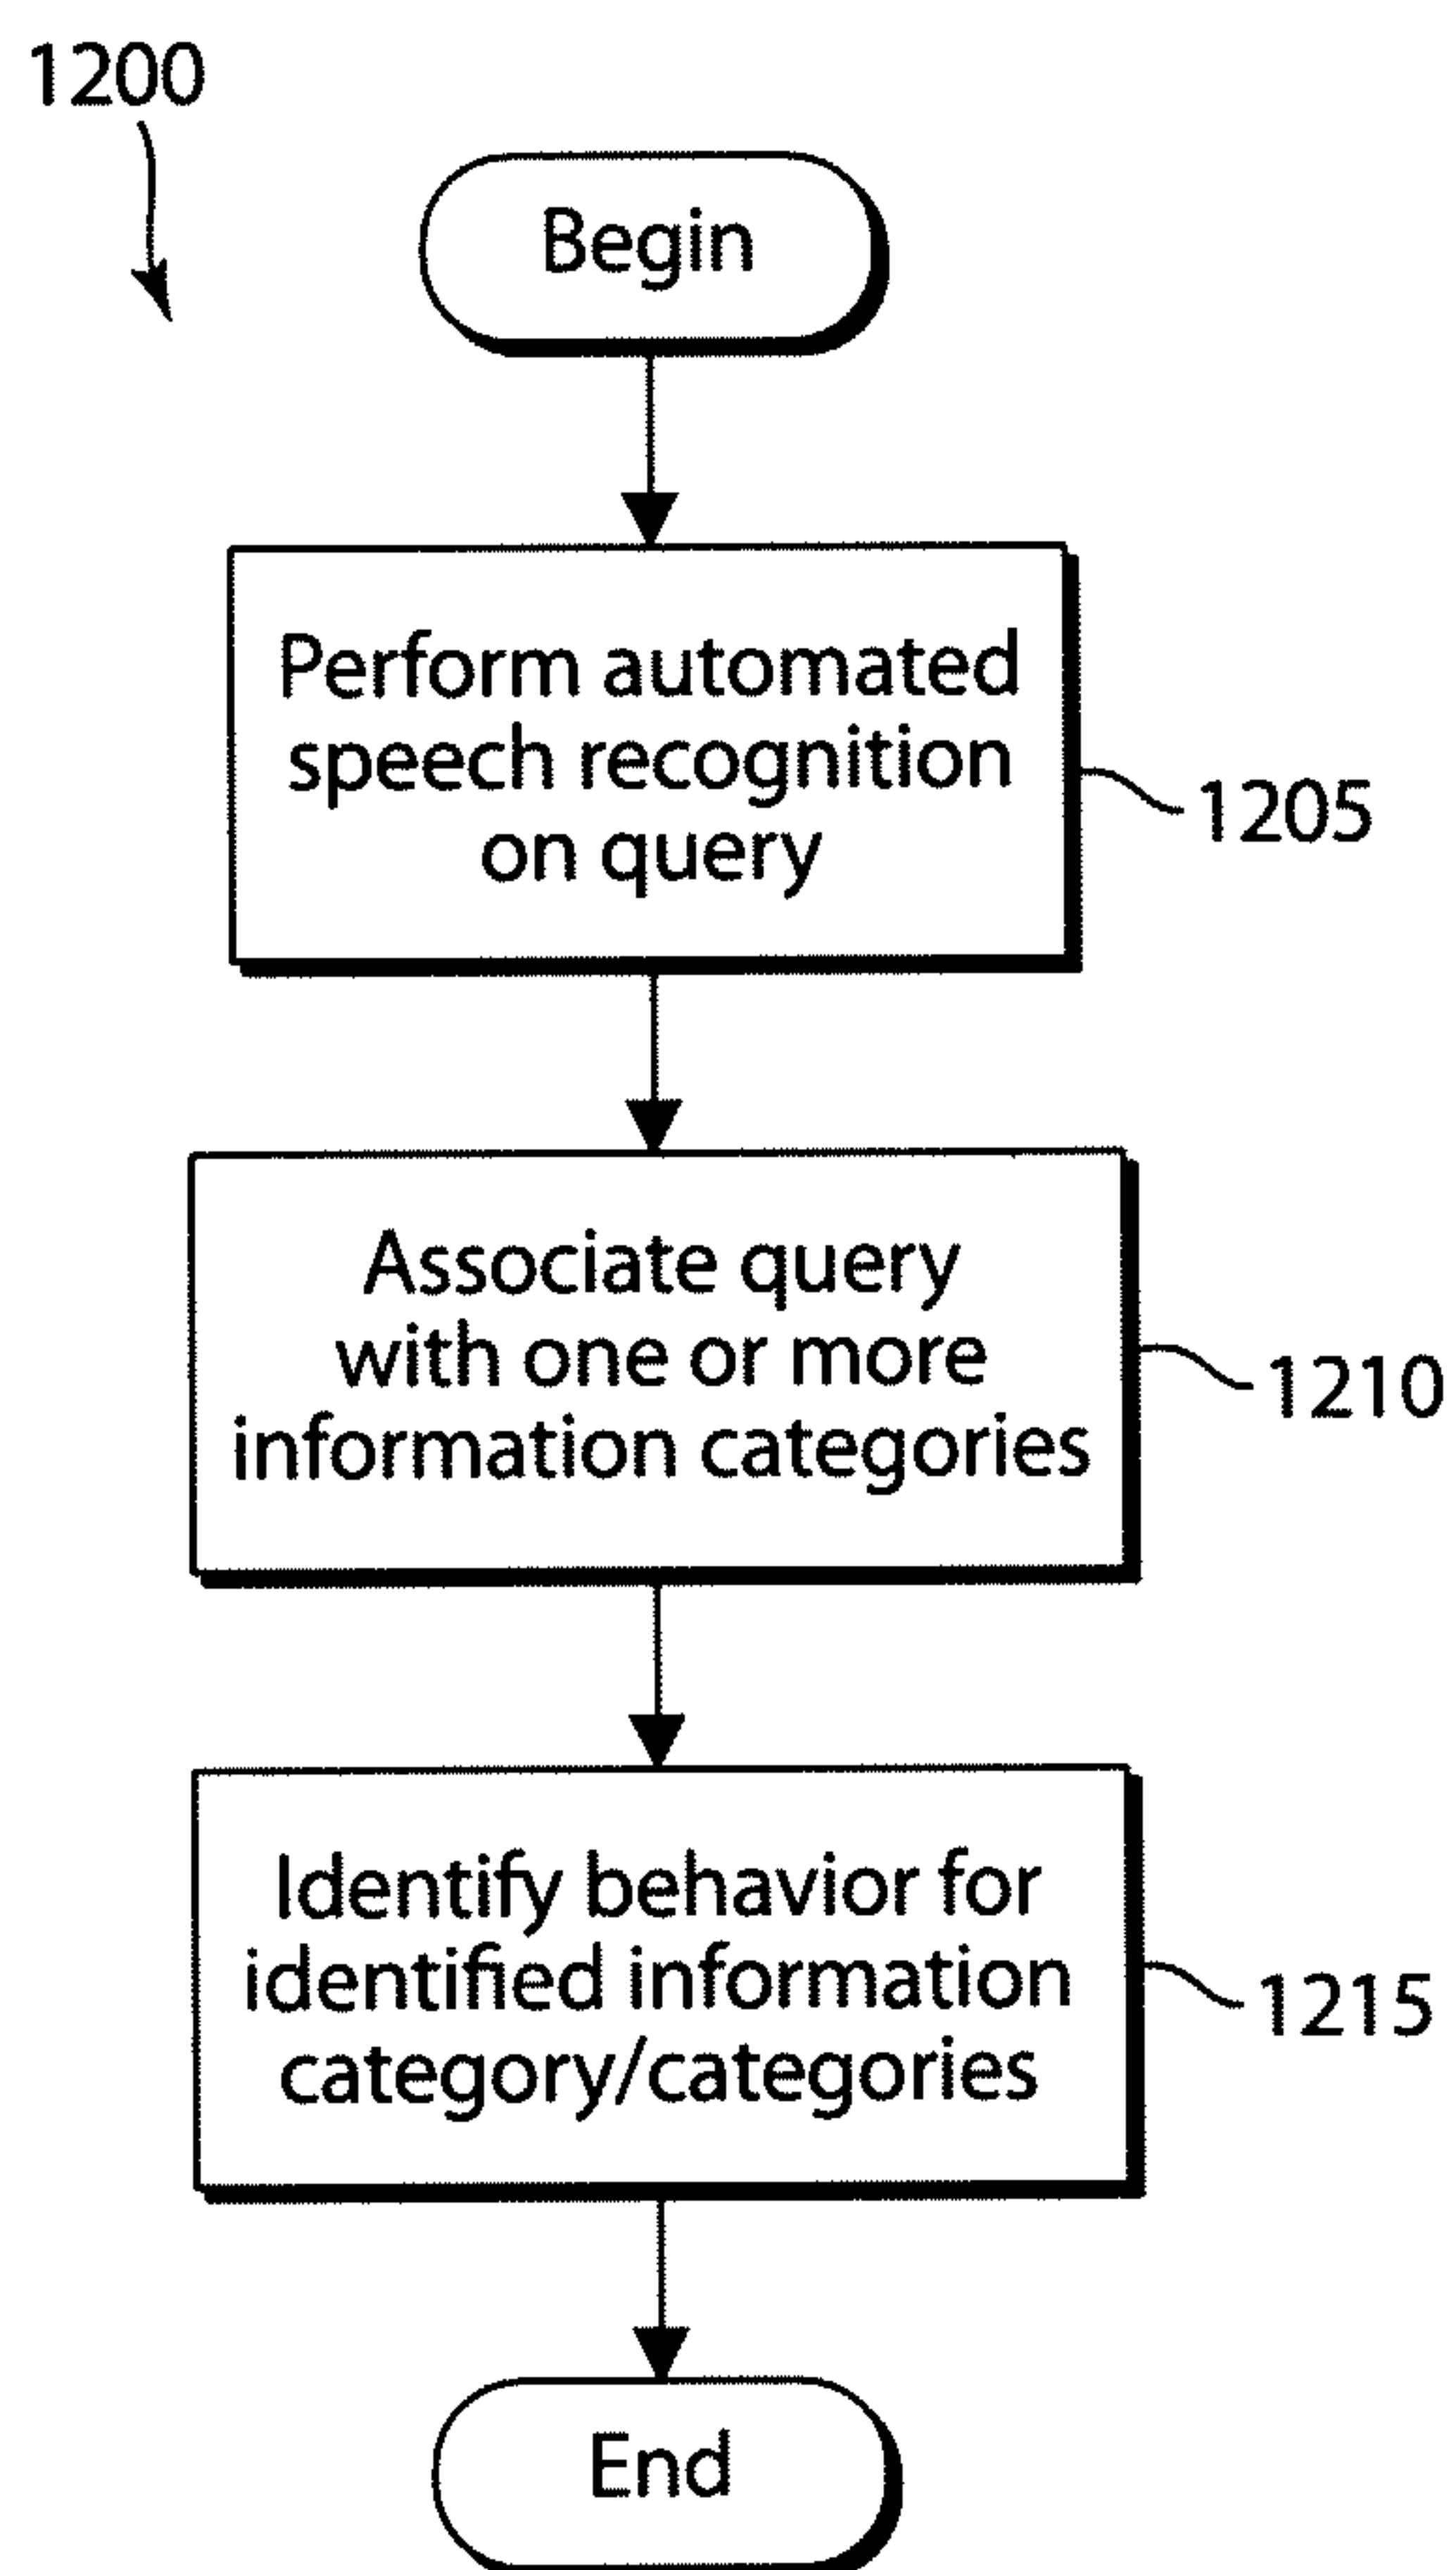 1200
Begin
Perform automated
speech recognition
on query
1205
Associate query
with one or more
information categories
1210
Identify behavior for
identified information
category/categories
1215
End